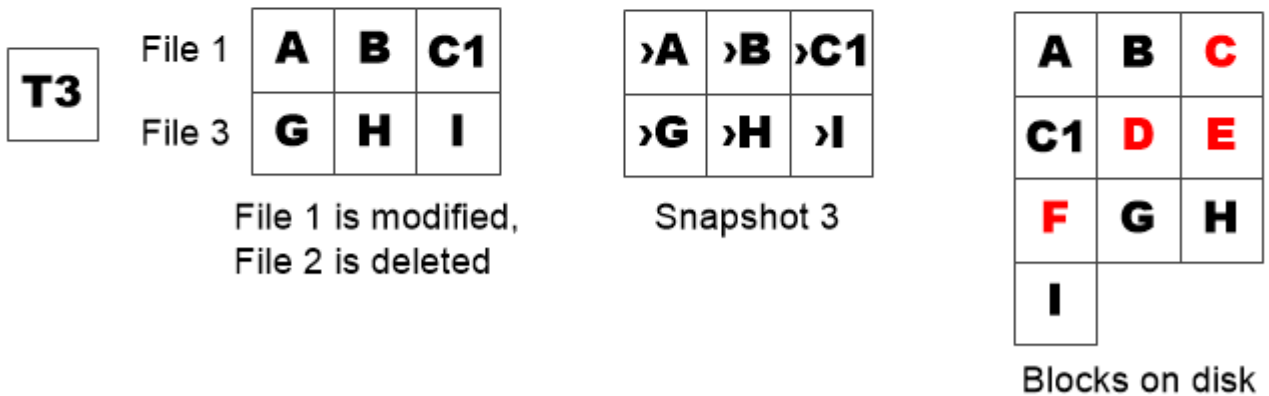 T3
File 1 A B C1
File 3 G H I
File 1 is modified,
File 2 is deleted
›A ›B ›C1
›G ›H ›I
Snapshot 3
A B C
C1 D E
F G H
I
Blocks on disk